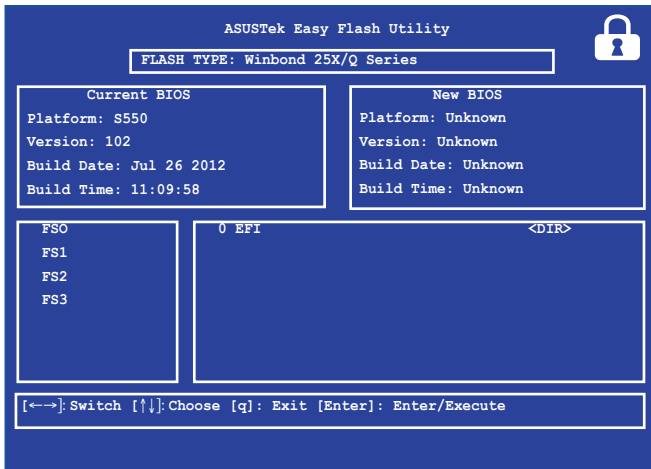 ASUSTek Easy Flash Utility
FLASH TYPE: Winbond 25X/Q Series
Current BIOS
Platform: S550
Version: 102
Build Date: Jul 26 2012
Build Time: 11:09:58
New BIOS
Platform: Unknown
Version: Unknown
Build Date: Unknown
Build Time: Unknown
FSO
FS1
FS2
FS3
0 EFI <DIR>
[←→]: Switch [↑↓]: Choose [q]: Exit [Enter]: Enter/Execute